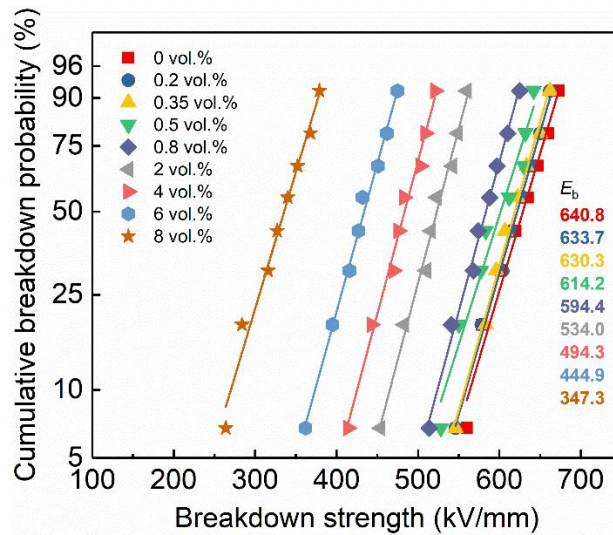 Cumulative breakdown probability (%)
96
90
75
50
25
10
5
0 vol.%
0.2 vol.%
0.35 vol.%
0.5 vol.%
0.8 vol.%
2 vol.%
4 vol.%
6 vol.%
8 vol.%
Eb
640.8
633.7
630.3
614.2
594.4
534.0
494.3
444.9
347.3
100 200 300 400 500 600 700
Breakdown strength (kV/mm)